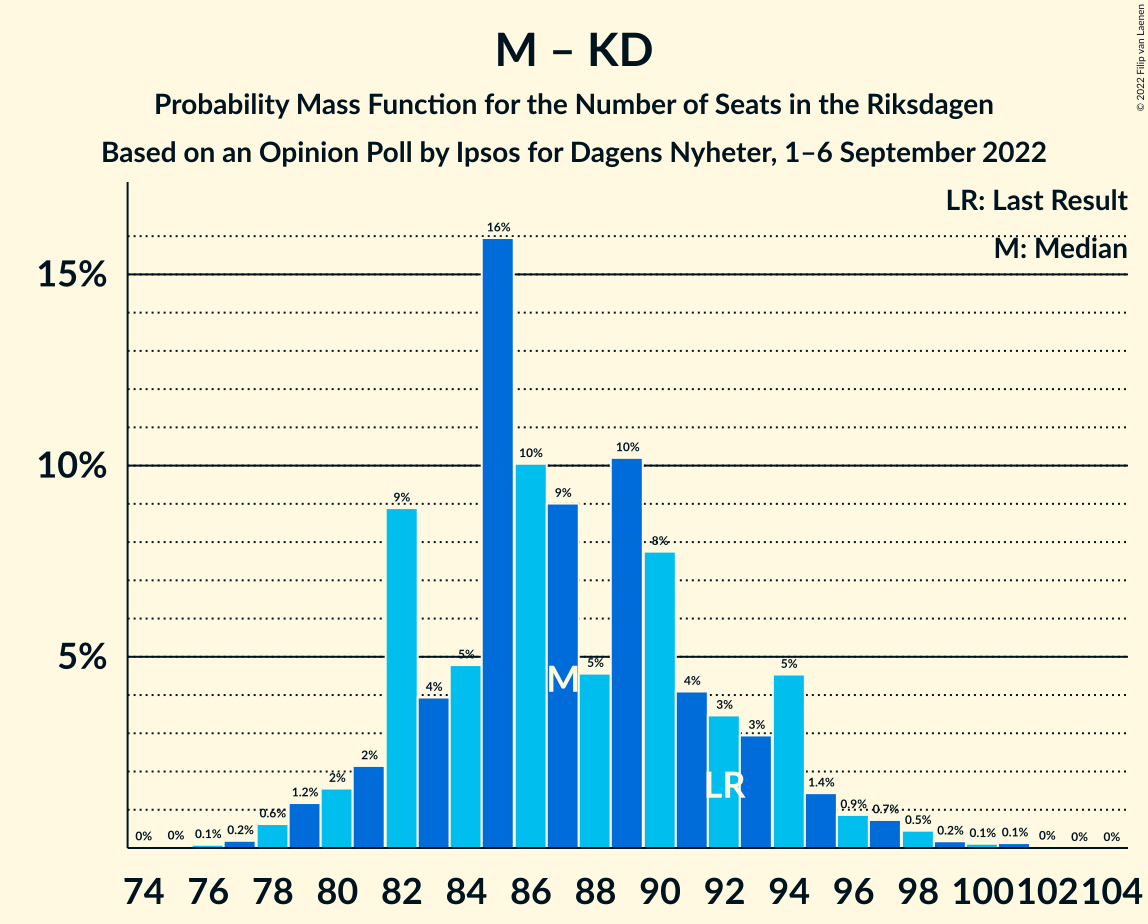 M – KD
Probability Mass Function for the Number of Seats in the Riksdagen
Based on an Opinion Poll by Ipsos for Dagens Nyheter, 1–6 September 2022
© 2022 Filip van Laenen
LR: Last Result
M: Median
15%
10%
5%
0% 0% 0.1% 0.2% 0.6% 1.2% 2% 2% 9% 4% 5% 16% 10% 9% 5% 10% 8% 4% 3% 3% 5% 1.4% 0.9% 0.7% 0.5% 0.2% 0.1% 0.1% 0% 0% 0%
M
LR
74 76 78 80 82 84 86 88 90 92 94 96 98 100 102 104